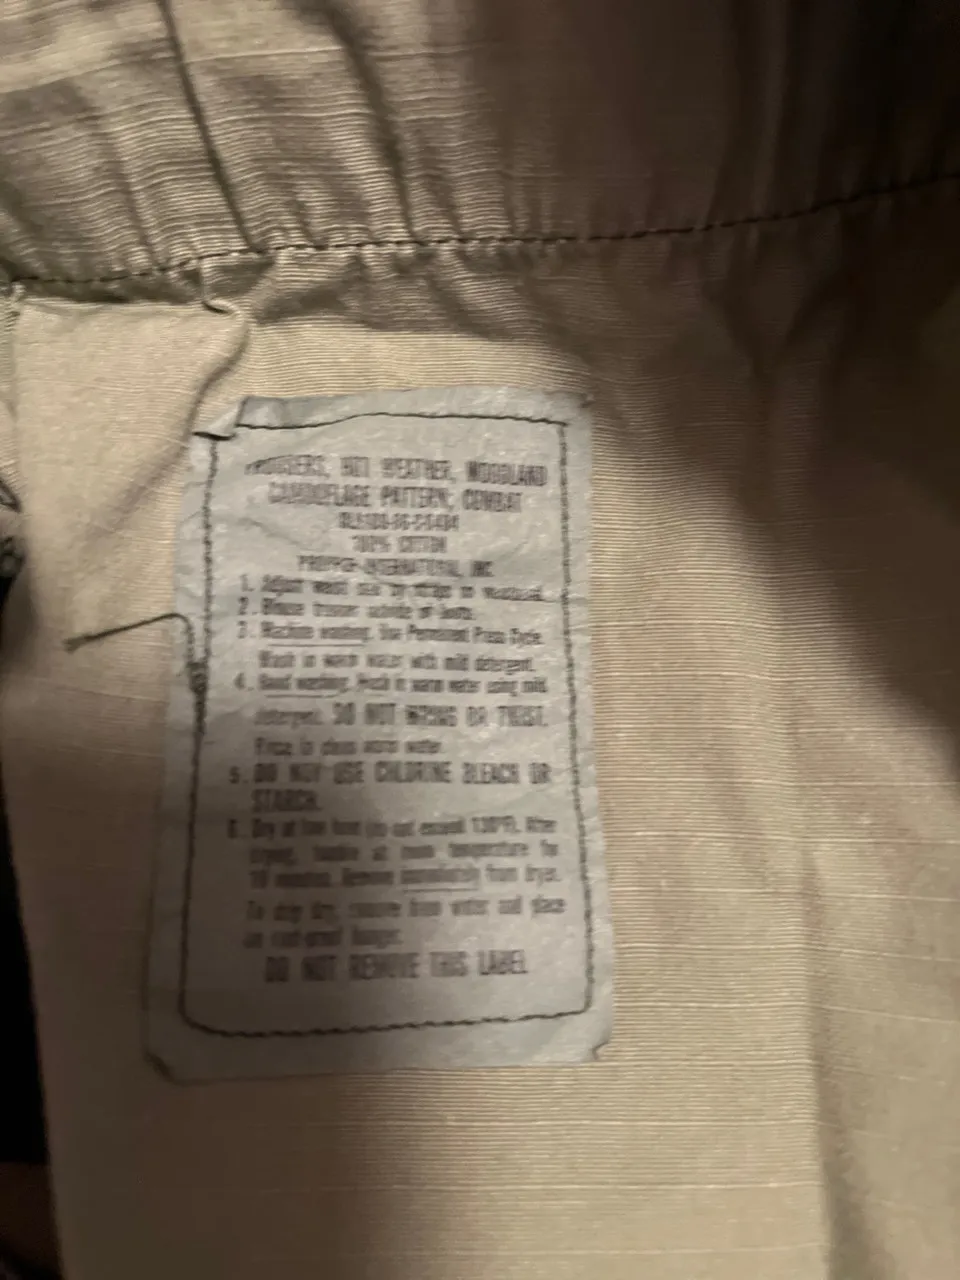 TROUSERS, HOT WEATHER, WOODLAND
CAMOUFLAGE PATTERN, COMBAT
100% COTTON
PROPPER INTERNATIONAL, INC.
1. Adjust waist size by straps on waistband.
2. Blouse trouser outside of boots.
3. Machine washing. Use Permanent Press Cycle.
Wash in warm water with mild detergent.
4. Hand washing. in warm water using mild
detergent. DO NOT WRING OR TWIST.
Rinse in clean warm water.
5. DO NOT USE CHLORINE BLEACH OR
STARCH.
6. Dry at low heat (do not exceed 130°F). After
drying, tumble at room temperature for
10 minutes. Remove immediately from dryer.
To drip dry, remove from water and place
on rust-proof hanger.
DO NOT REMOVE THIS LABEL